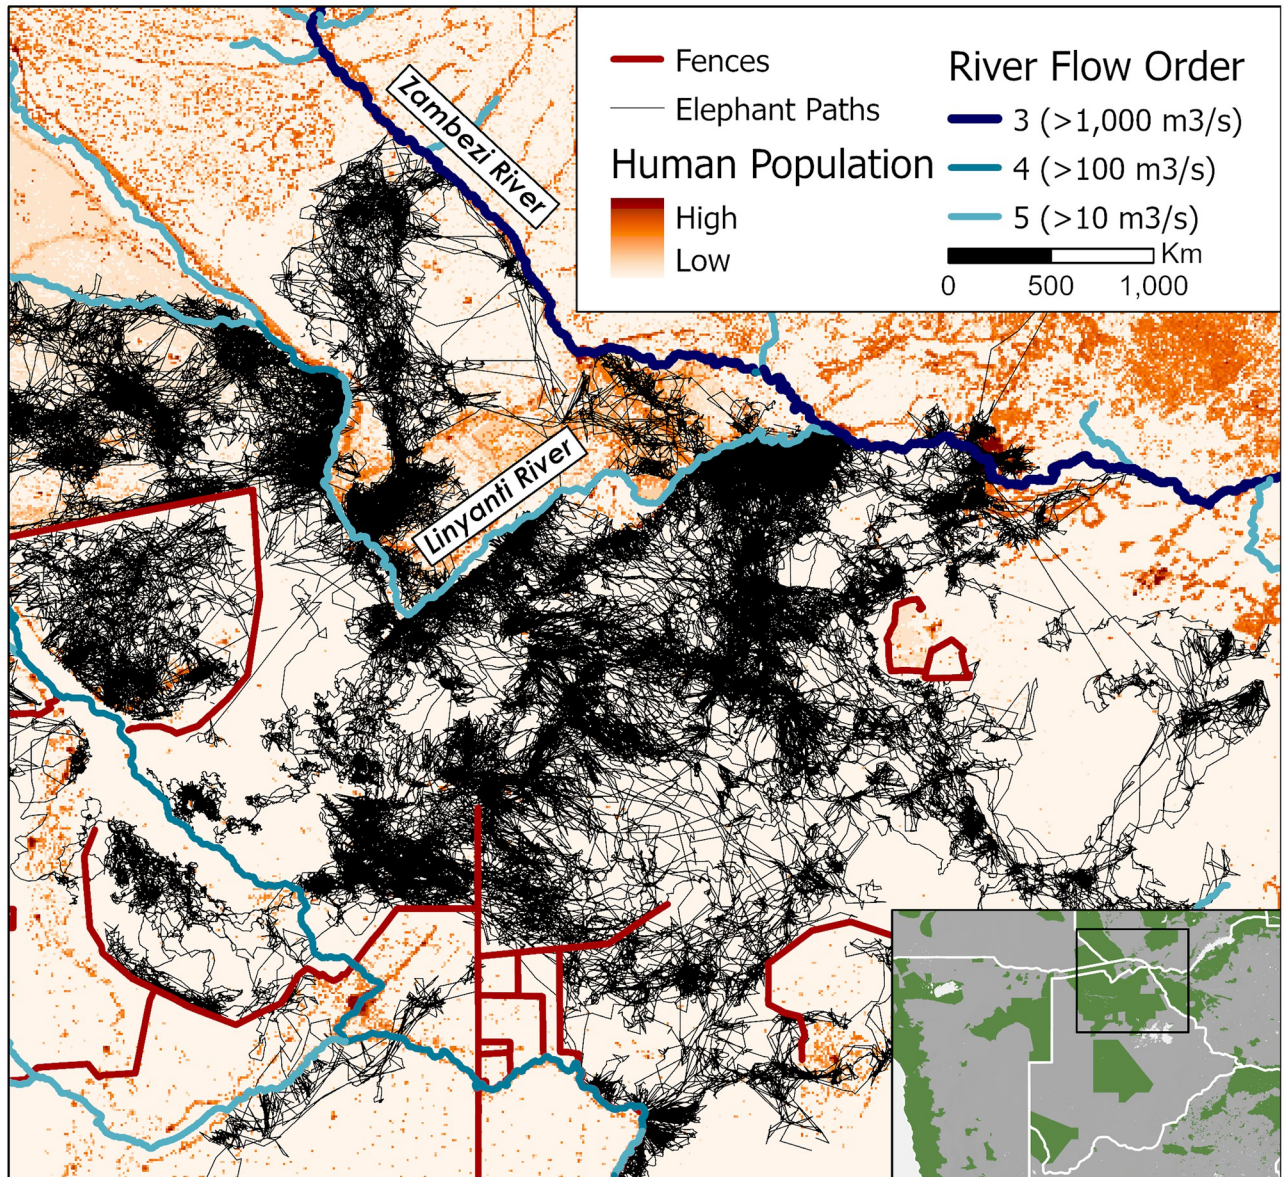 Fences
Elephant Paths
Human Population
High
Low
River Flow Order
3 (>1,000 m3/s)
4 (>100 m3/s)
5 (>10 m3/s)
Km
0 500 1,000
Zambezi River
Linyanti River